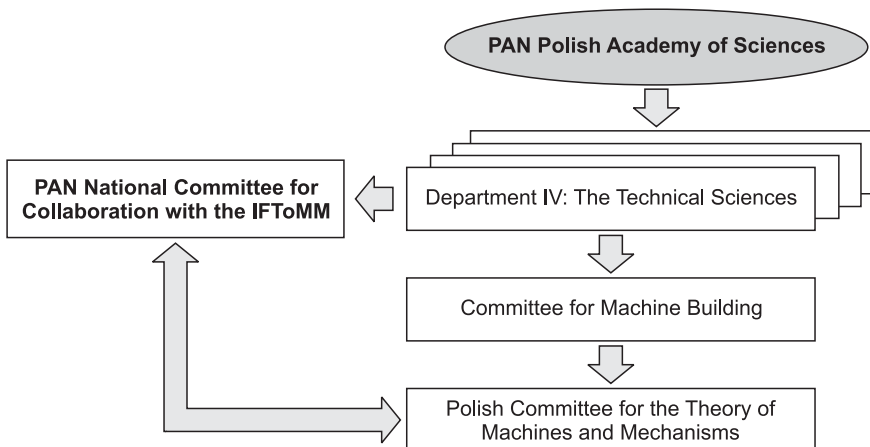 PAN Polish Academy of Sciences
PAN National Committee for
Collaboration with the IFToMM
Department IV: The Technical Sciences
Committee for Machine Building
Polish Committee for the Theory of
Machines and Mechanisms